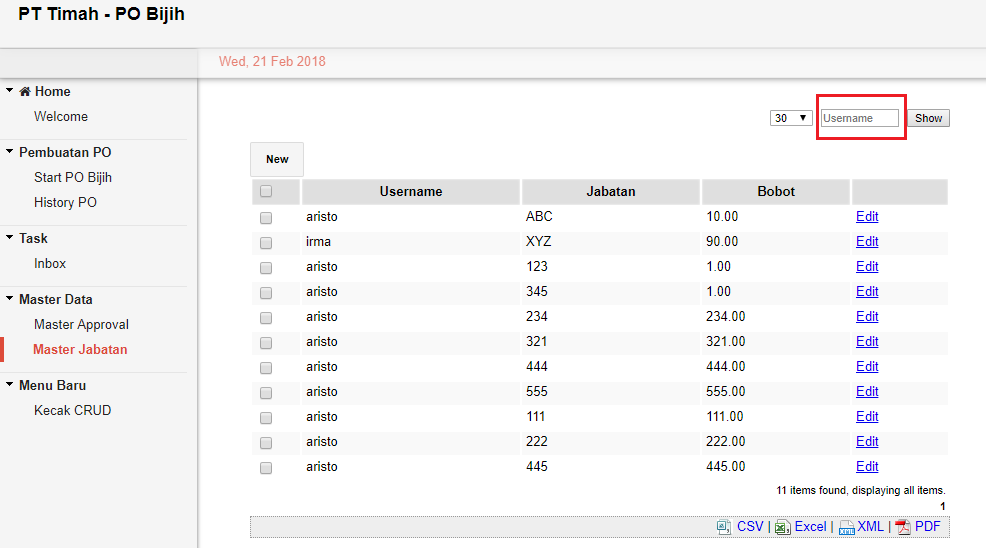 PT Timah - PO Bijih
Wed, 21 Feb 2018
Home
Welcome
Pembuatan PO
Start PO Bijih
History PO
Task
Inbox
Master Data
Master Approval
Master Jabatan
Menu Baru
Kecak CRUD
30 Username Show
New
Username Jabatan Bobot
aristo ABC 10.00 Edit
irma XYZ 90.00 Edit
aristo 123 1.00 Edit
aristo 345 1.00 Edit
aristo 234 234.00 Edit
aristo 321 321.00 Edit
aristo 444 444.00 Edit
aristo 555 555.00 Edit
aristo 111 111.00 Edit
aristo 222 222.00 Edit
aristo 445 445.00 Edit
11 items found, displaying all items.
1
CSV | Excel | XML | PDF